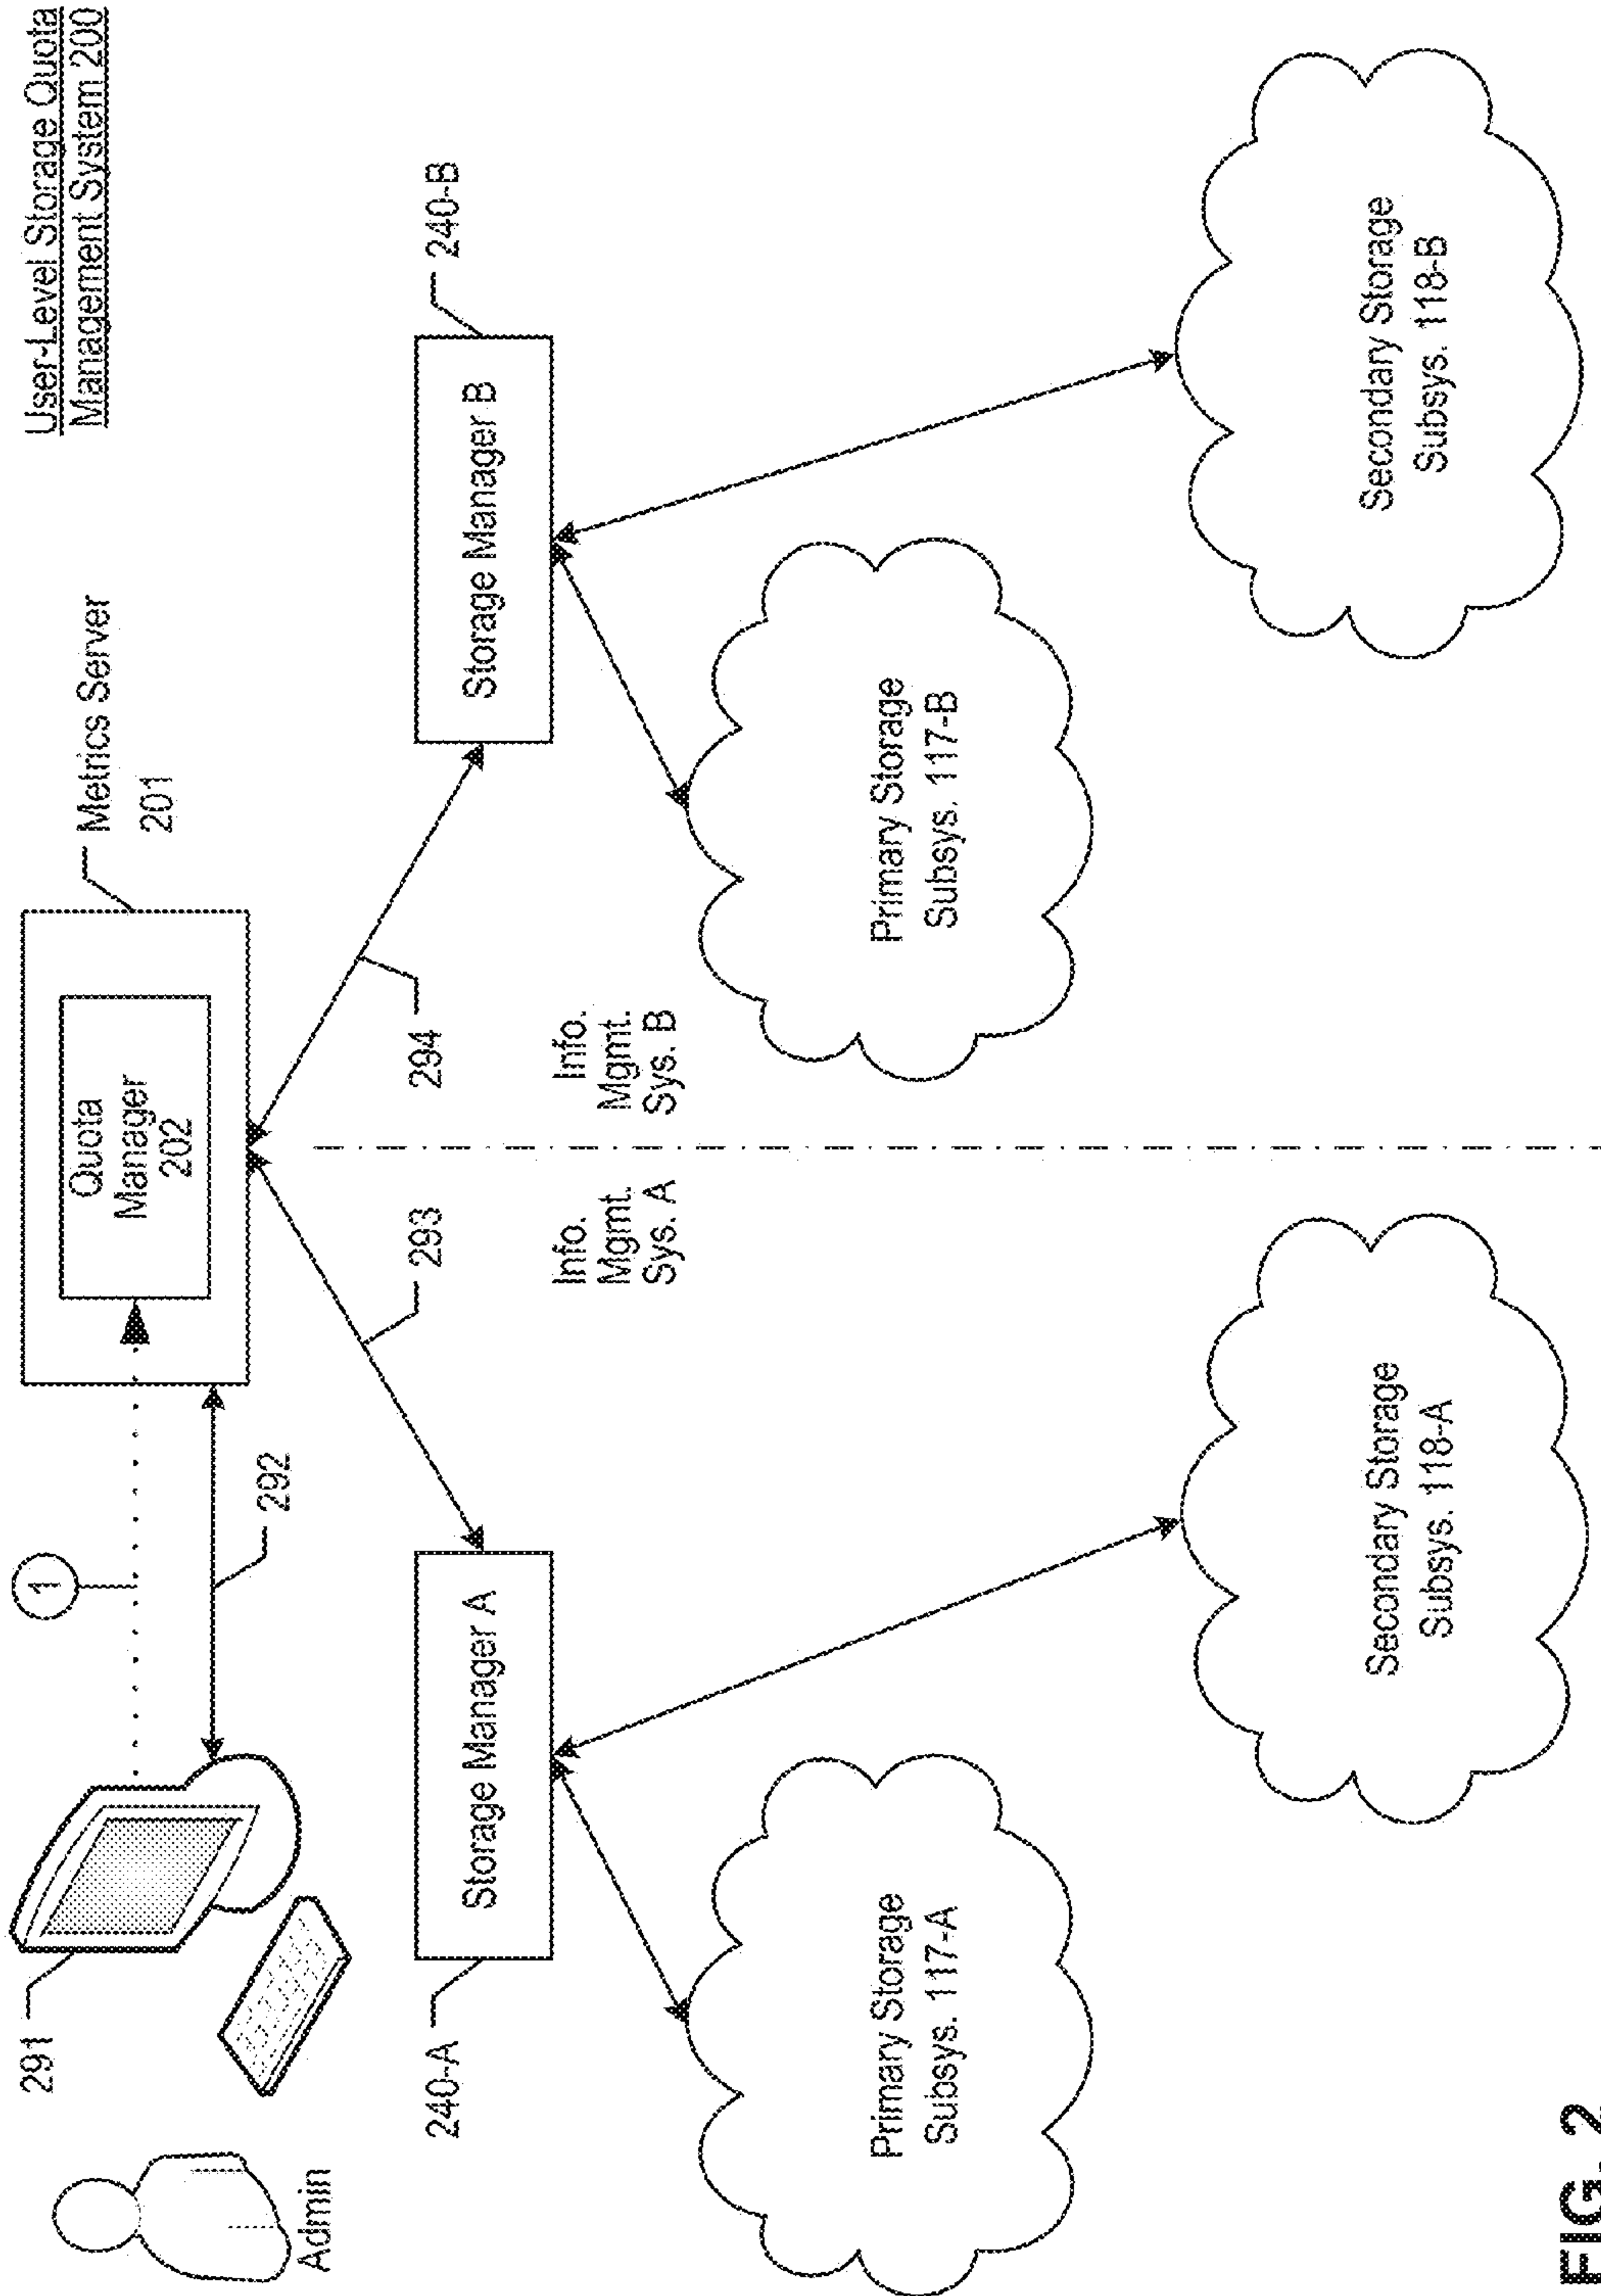 User-Level Storage Quota
Management System 200
291
Admin
1
292
Quota
Manager
202
Metrics Server
201
293
294
240-A
Storage Manager A
Info.
Mgmt.
Sys. A
Info.
Mgmt.
Sys. B
Storage Manager B
240-B
Primary Storage
Subsys. 117-A
Secondary Storage
Subsys. 118-A
Primary Storage
Subsys. 117-B
Secondary Storage
Subsys. 118-B
FIG. 2